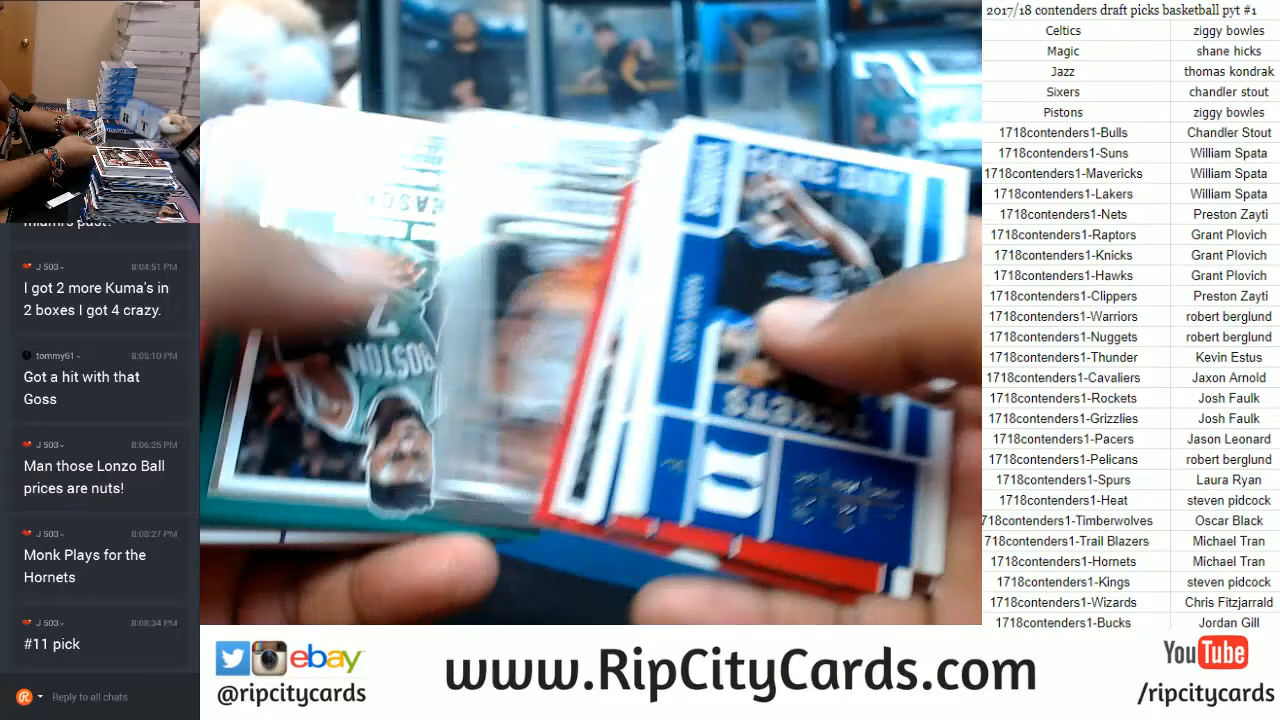 miami's past?
J 503 8:04:51 PM
I got 2 more Kuma's in
2 boxes I got 4 crazy.
tommy61 8:05:10 PM
Got a hit with that
Goss
J 503 8:06:25 PM
Man those Lonzo Ball
prices are nuts!
J 503 8:08:27 PM
Monk Plays for the
Hornets
J 503 8:08:34 PM
#11 pick
Reply to all chats
BOSTON
7
TICKETS
D
2017/18 contenders draft picks basketball pyt #1
Celtics ziggy bowles
Magic shane hicks
Jazz thomas kondrak
Sixers chandler stout
Pistons ziggy bowles
1718contenders1-Bulls Chandler Stout
1718contenders1-Suns William Spata
1718contenders1-Mavericks William Spata
1718contenders1-Lakers William Spata
1718contenders1-Nets Preston Zayti
1718contenders1-Raptors Grant Plovich
1718contenders1-Knicks Grant Plovich
1718contenders1-Hawks Grant Plovich
1718contenders1-Clippers Preston Zayti
1718contenders1-Warriors robert berglund
1718contenders1-Nuggets robert berglund
1718contenders1-Thunder Kevin Estus
1718contenders1-Cavaliers Jaxon Arnold
1718contenders1-Rockets Josh Faulk
1718contenders1-Grizzlies Josh Faulk
1718contenders1-Pacers Jason Leonard
1718contenders1-Pelicans robert berglund
1718contenders1-Spurs Laura Ryan
1718contenders1-Heat steven pidcock
1718contenders1-Timberwolves Oscar Black
718contenders1-Trail Blazers Michael Tran
1718contenders1-Hornets Michael Tran
1718contenders1-Kings steven pidcock
1718contenders1-Wizards Chris Fitzjarrald
1718contenders1-Bucks Jordan Gill
ebay
@ripcitycards
www.RipCityCards.com
YouTube
/ripcitycards